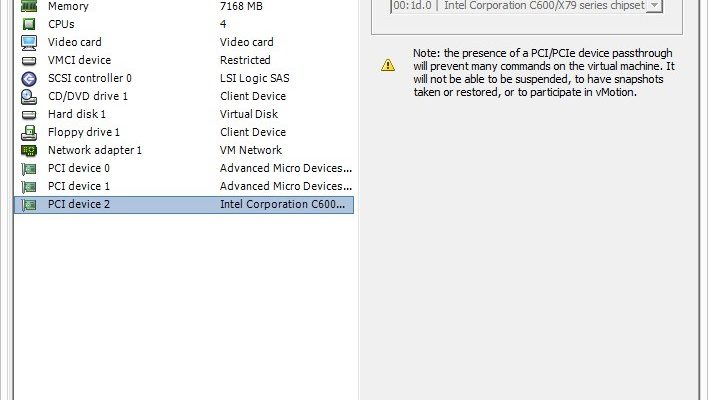 Memory 7168 MB
CPUs 4
Video card Video card
VMCI device Restricted
SCSI controller 0 LSI Logic SAS
CD/DVD drive 1 Client Device
Hard disk 1 Virtual Disk
Floppy drive 1 Client Device
Network adapter 1 VM Network
PCI device 0 Advanced Micro Devices...
PCI device 1 Advanced Micro Devices...
PCI device 2 Intel Corporation C600...
00:1d.0 | Intel Corporation C600/X79 series chipset
Note: the presence of a PCI/PCIe device passthrough
will prevent many commands on the virtual machine. It
will not be able to be suspended, to have snapshots
taken or restored, or to participate in vMotion.